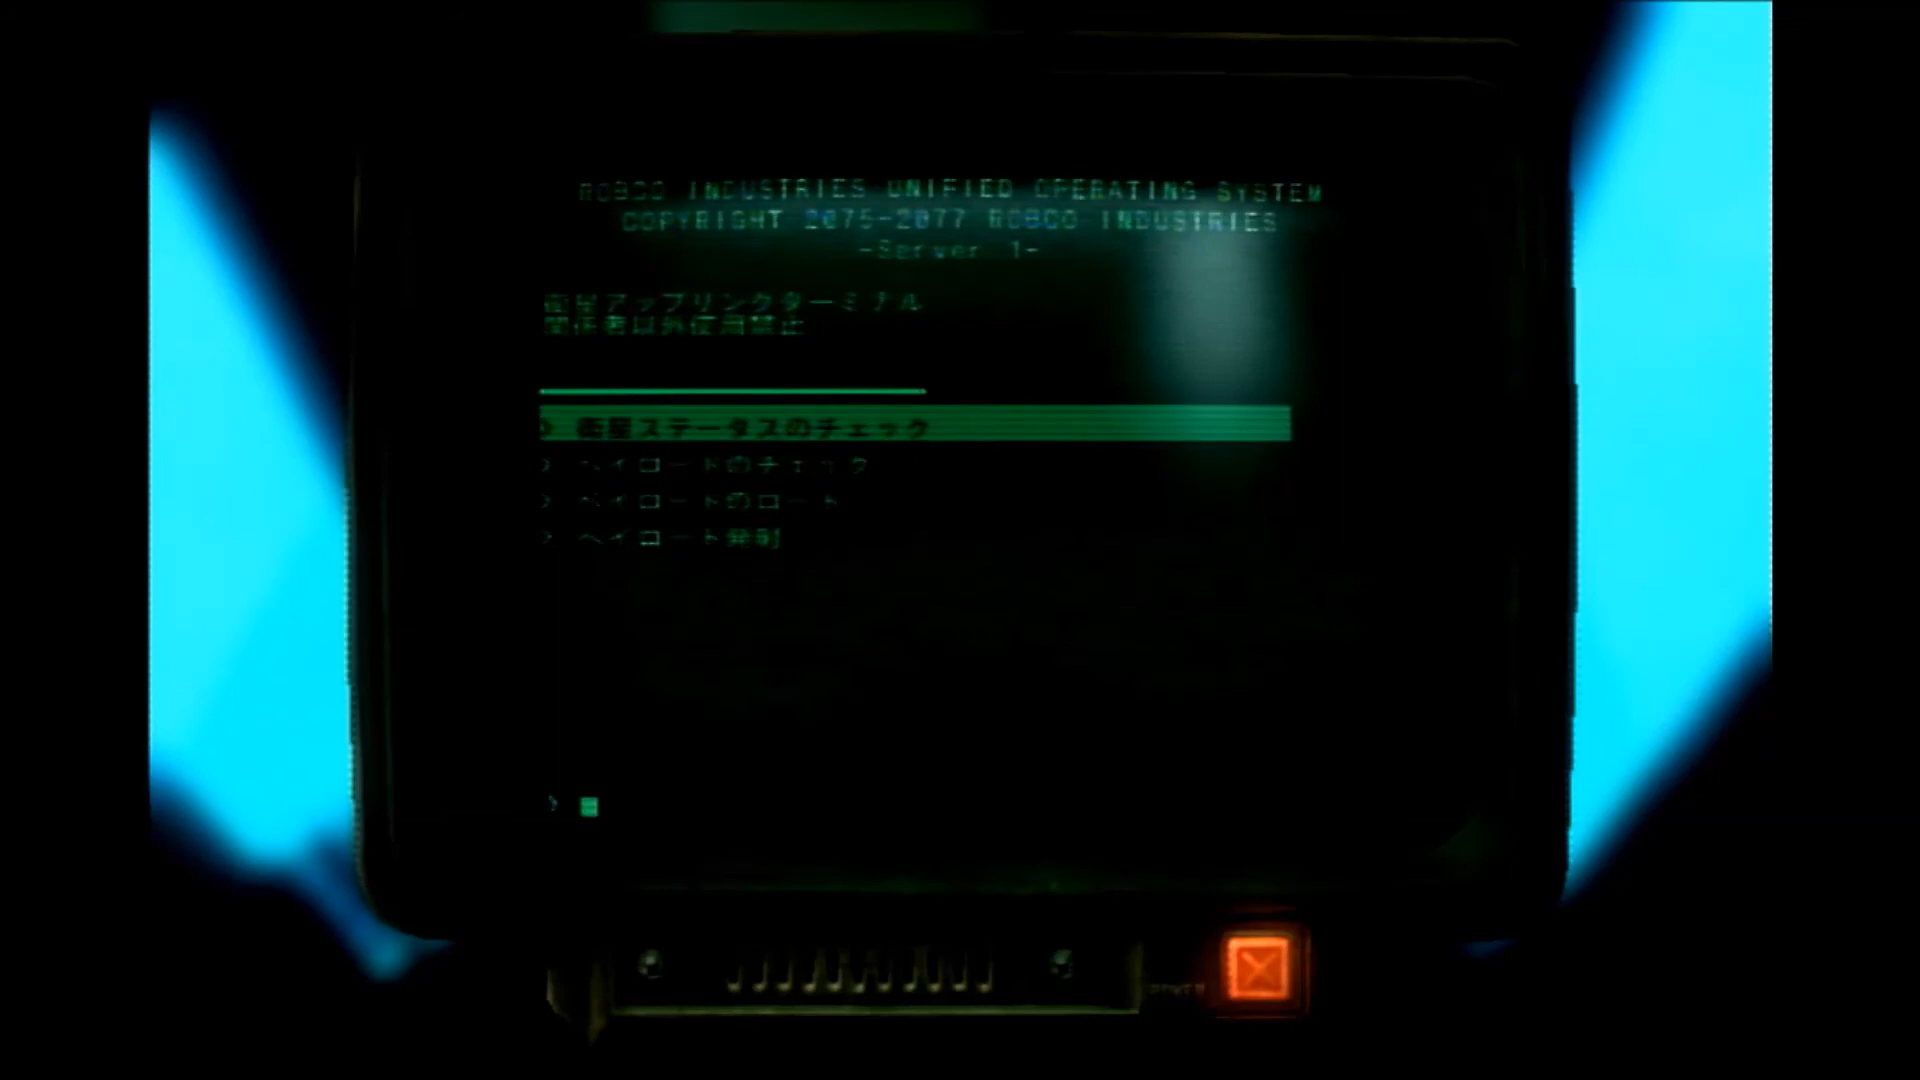 ROBCO INDUSTRIES UNIFIED OPERATING SYSTEM
COPYRIGHT 2075-2077 ROBCO INDUSTRIES
-Server 1-
衛星アップリンクターミナル
関係者以外使用禁止
> 衛星ステータスのチェック
> ペイロードのチェック
> ペイロードのロード
> ペイロード発射
>
POWER